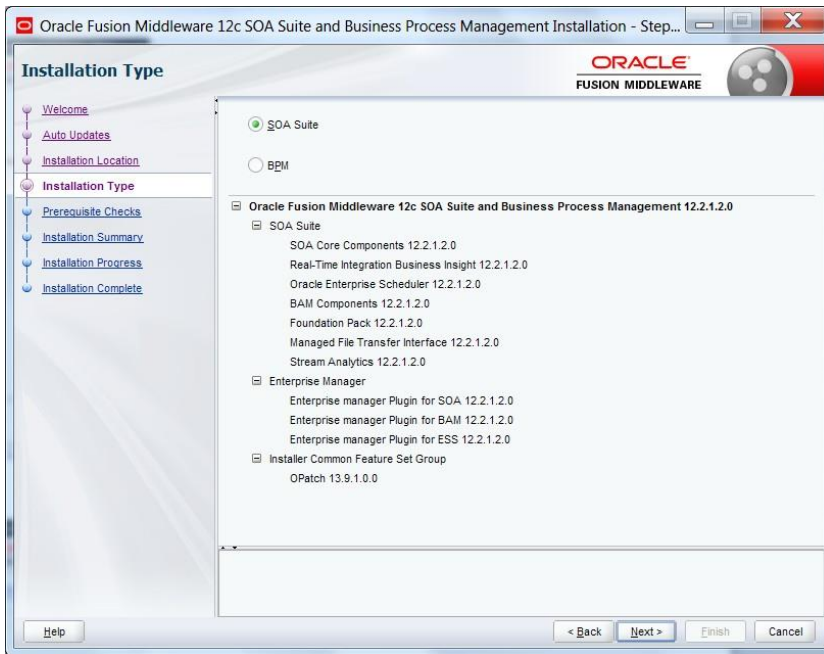 Oracle Fusion Middleware 12c SOA Suite and Business Process Management Installation - Step...
Installation Type
ORACLE
FUSION MIDDLEWARE
Welcome
Auto Updates
Installation Location
Installation Type
Prerequisite Checks
Installation Summary
Installation Progress
Installation Complete
SOA Suite
BPM
Oracle Fusion Middleware 12c SOA Suite and Business Process Management 12.2.1.2.0
SOA Suite
SOA Core Components 12.2.1.2.0
Real-Time Integration Business Insight 12.2.1.2.0
Oracle Enterprise Scheduler 12.2.1.2.0
BAM Components 12.2.1.2.0
Foundation Pack 12.2.1.2.0
Managed File Transfer Interface 12.2.1.2.0
Stream Analytics 12.2.1.2.0
Enterprise Manager
Enterprise manager Plugin for SOA 12.2.1.2.0
Enterprise manager Plugin for BAM 12.2.1.2.0
Enterprise manager Plugin for ESS 12.2.1.2.0
Installer Common Feature Set Group
OPatch 13.9.1.0.0
Help
< Back
Next >
Finish
Cancel